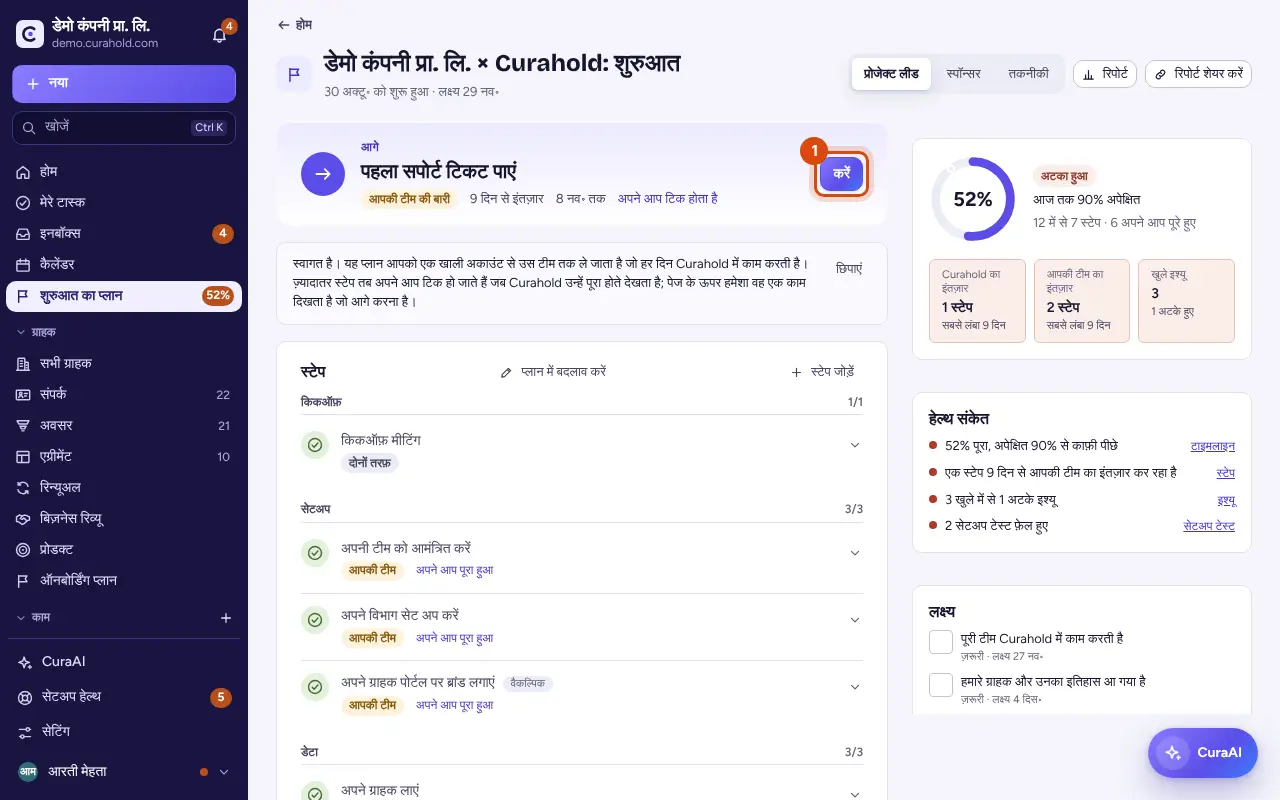 डेमो कंपनी प्रा. लि.
demo.curahold.com
4
नया
खोजें
Ctrl K
होम
मेरे टास्क
इनबॉक्स
4
कैलेंडर
शुरुआत का प्लान
52%
ग्राहक
सभी ग्राहक
संपर्क
22
अवसर
21
एग्रीमेंट
10
रिन्यूअल
बिज़नेस रिव्यू
प्रोडक्ट
ऑनबोर्डिंग प्लान
काम
CuraAI
सेटअप हेल्थ
5
सेटिंग
आम
आरती मेहता
होम
डेमो कंपनी प्रा. लि. × Curahold: शुरुआत
30 अक्टू॰ को शुरू हुआ · लक्ष्य 29 नव॰
प्रोजेक्ट लीड
स्पॉन्सर
तकनीकी
रिपोर्ट
रिपोर्ट शेयर करें
आगे
पहला सपोर्ट टिकट पाएं
आपकी टीम की बारी
9 दिन से इंतज़ार
8 नव॰ तक
अपने आप टिक होता है
1
करें
स्वागत है। यह प्लान आपको एक खाली अकाउंट से उस टीम तक ले जाता है जो हर दिन Curahold में काम करती है।
ज़्यादातर स्टेप तब अपने आप टिक हो जाते हैं जब Curahold उन्हें पूरा होते देखता है; पेज के ऊपर हमेशा वह एक काम
दिखता है जो आगे करना है।
छिपाएं
स्टेप
प्लान में बदलाव करें
स्टेप जोड़ें
किकऑफ़
1/1
किकऑफ़ मीटिंग
दोनों तरफ़
सेटअप
3/3
अपनी टीम को आमंत्रित करें
आपकी टीम
अपने आप पूरा हुआ
अपने विभाग सेट अप करें
आपकी टीम
अपने आप पूरा हुआ
अपने ग्राहक पोर्टल पर ब्रांड लगाएं
वैकल्पिक
आपकी टीम
अपने आप पूरा हुआ
डेटा
3/3
अपने ग्राहक लाएं
52%
अटका हुआ
आज तक 90% अपेक्षित
12 में से 7 स्टेप · 6 अपने आप पूरे हुए
Curahold का
इंतज़ार
1 स्टेप
सबसे लंबा 9 दिन
आपकी टीम का
इंतज़ार
2 स्टेप
सबसे लंबा 9 दिन
खुले इश्यू
3
1 अटके हुए
हेल्थ संकेत
52% पूरा, अपेक्षित 90% से काफ़ी पीछे
टाइमलाइन
एक स्टेप 9 दिन से आपकी टीम का इंतज़ार कर रहा है
स्टेप
3 खुले में से 1 अटके इश्यू
इश्यू
2 सेटअप टेस्ट फ़ेल हुए
सेटअप टेस्ट
लक्ष्य
पूरी टीम Curahold में काम करती है
ज़रूरी · लक्ष्य 27 नव॰
हमारे ग्राहक और उनका इतिहास आ गया है
ज़रूरी · लक्ष्य 4 दिस॰
CuraAI